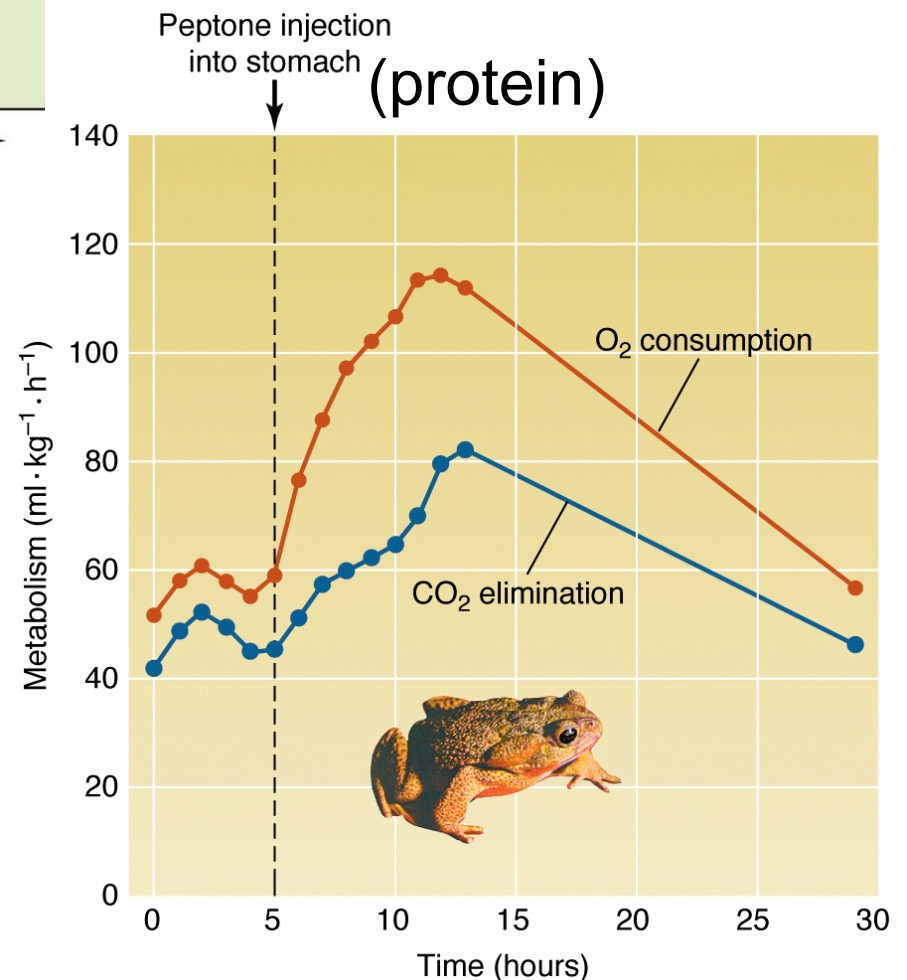 Peptone injection
into stomach
(protein)
140
120
100
80
60
40
20
0
Metabolism (ml·kg⁻¹·h⁻¹)
O₂ consumption
CO₂ elimination
0 5 10 15 20 25 30
Time (hours)